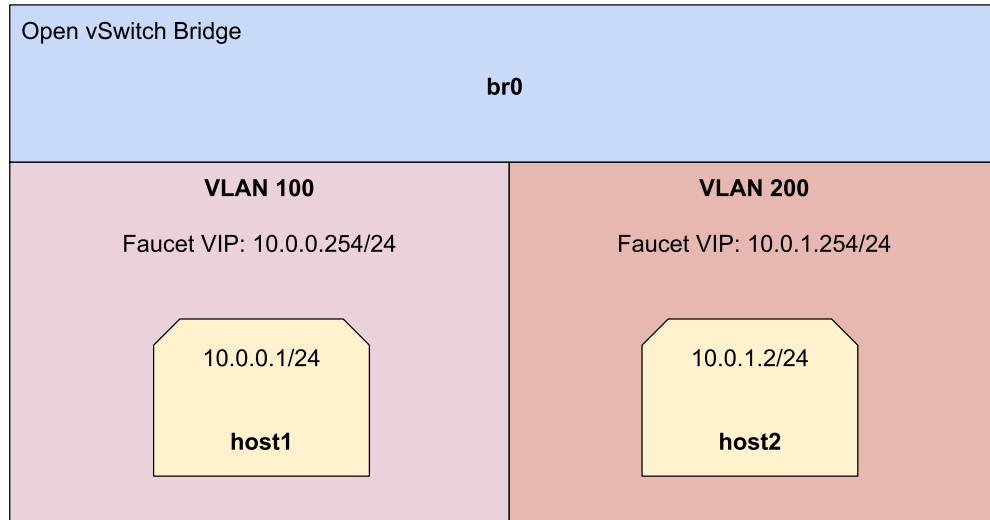 Open vSwitch Bridge
br0
VLAN 100
Faucet VIP: 10.0.0.254/24
10.0.0.1/24
host1
VLAN 200
Faucet VIP: 10.0.1.254/24
10.0.1.2/24
host2